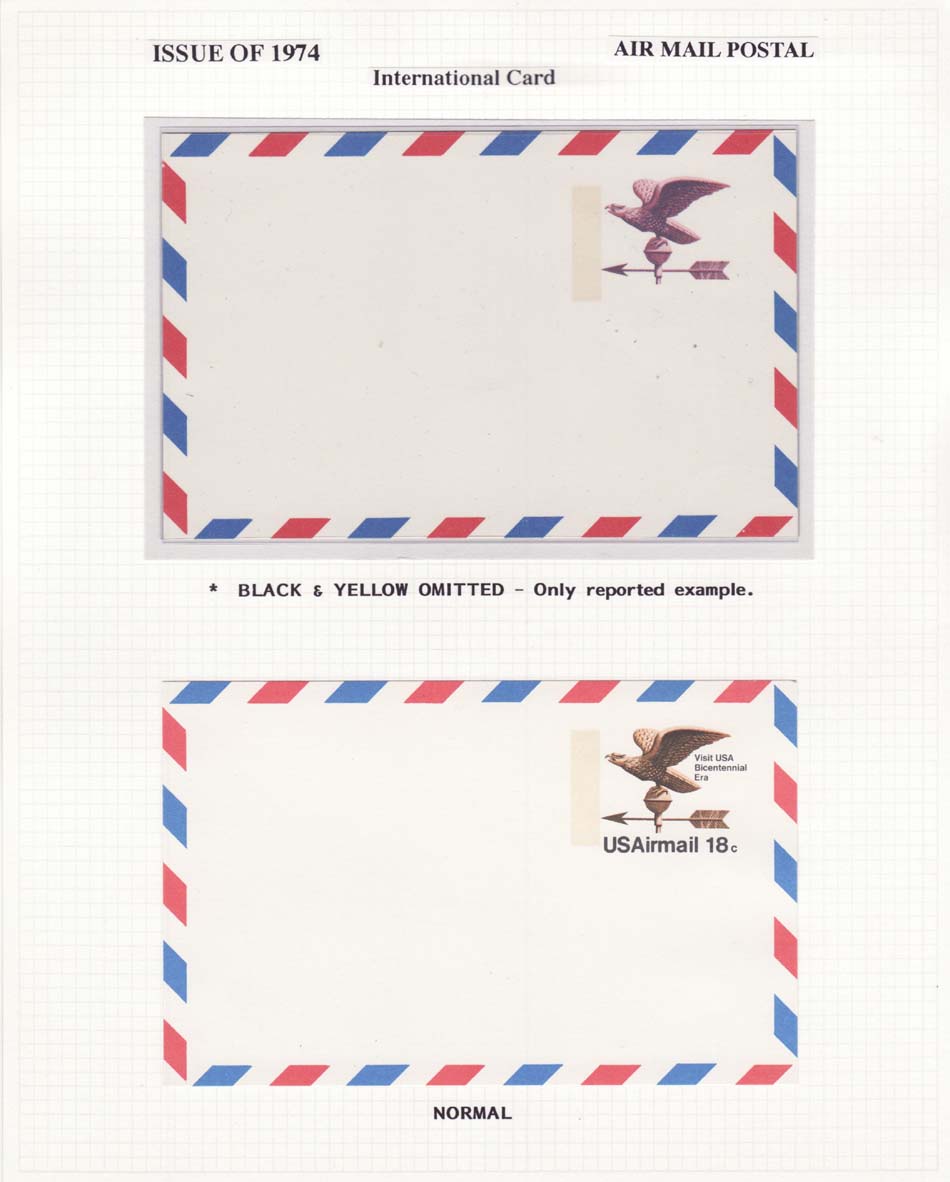 ISSUE OF 1974
AIR MAIL POSTAL
International Card
* BLACK & YELLOW OMITTED - Only reported example.
Visit USA
Bicentennial
Era
USAirmail 18c
NORMAL